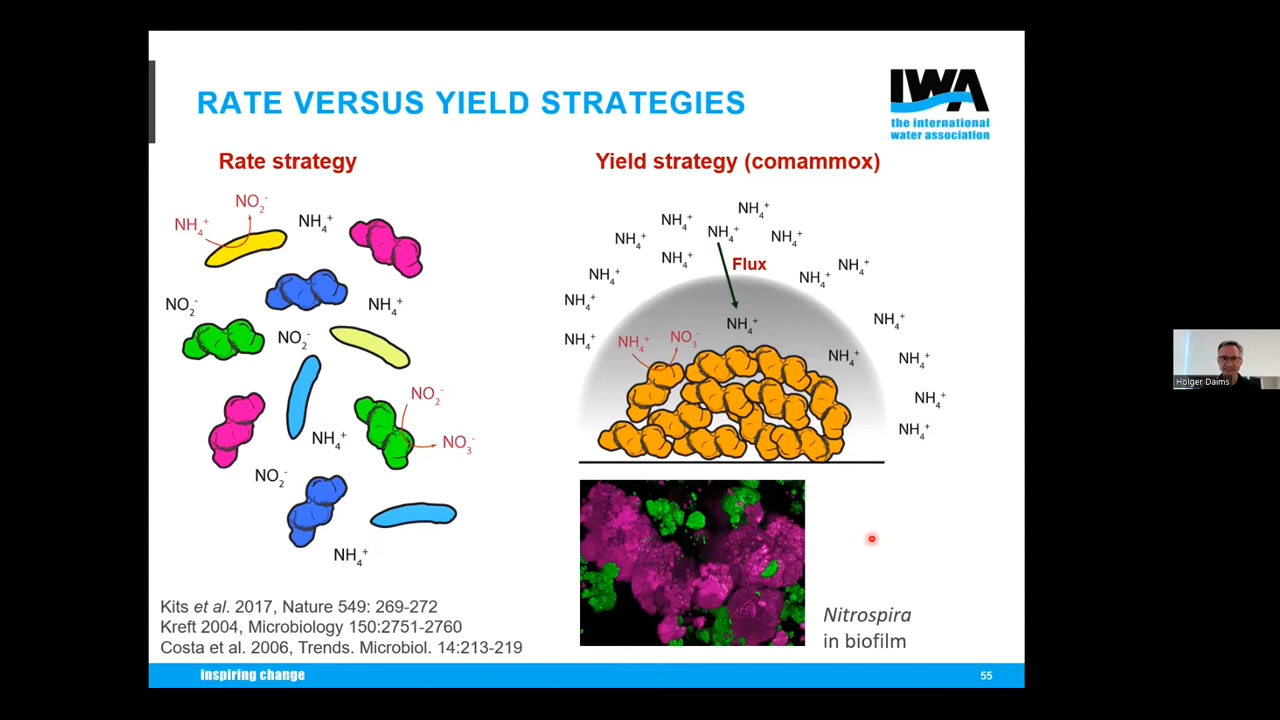 RATE VERSUS YIELD STRATEGIES
IWA
the international
water association
Rate strategy
NO₂⁻
NH₄⁺
NH₄⁺
NO₂⁻
NH₄⁺
NO₂⁻
NO₂⁻
NH₄⁺
NO₃⁻
NO₂⁻
NH₄⁺
Yield strategy (comammox)
NH₄⁺
NH₄⁺
NH₄⁺
NH₄⁺
NH₄⁺
NH₄⁺
Flux
NH₄⁺
NH₄⁺
NH₄⁺
NH₄⁺
NH₄⁺
NH₄⁺
NH₄⁺
NH₄⁺
NO₃⁻
NH₄⁺
NH₄⁺
NH₄⁺
NH₄⁺
NH₄⁺
Nitrospira
in biofilm
Kits et al. 2017, Nature 549: 269-272
Kreft 2004, Microbiology 150:2751-2760
Costa et al. 2006, Trends. Microbiol. 14:213-219
inspiring change
55
Holger Daims